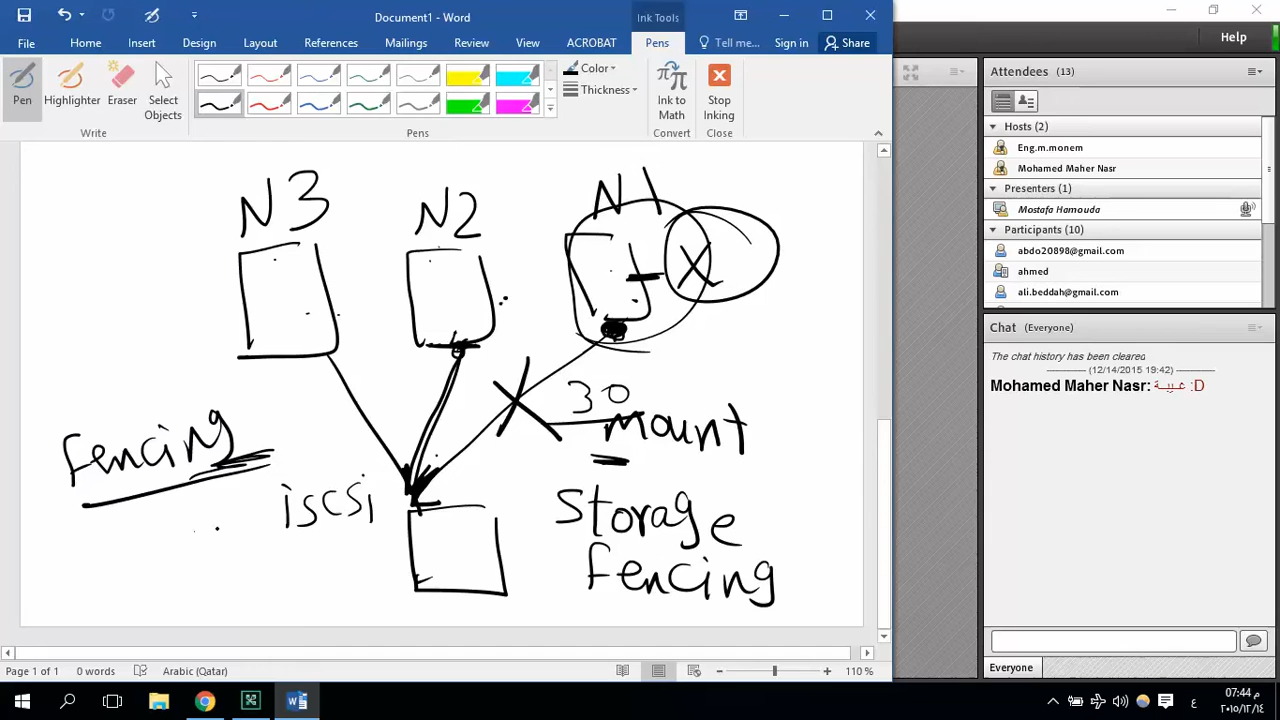 Document1 - Word
Ink Tools
File
Home
Insert
Design
Layout
References
Mailings
Review
View
ACROBAT
Pens
Tell me...
Sign in
Share
Help
Pen
Highlighter
Eraser
Select
Objects
Color
Thickness
Ink to
Math
Stop
Inking
Write
Pens
Convert
Close
N3
N2
N1
X
30
mount
fencing
iscsi
Storage
fencing
Page 1 of 1
0 words
Arabic (Qatar)
110 %
Attendees (13)
Hosts (2)
Eng.m.monem
Mohamed Maher Nasr
Presenters (1)
Mostafa Hamouda
Participants (10)
abdo20898@gmail.com
ahmed
ali.beddah@gmail.com
Chat (Everyone)
The chat history has been cleared
(12/14/2015 19:42)
Mohamed Maher Nasr: غيبة :D
Everyone
ع
07:44 م
٢٠١٥/١٢/١٤